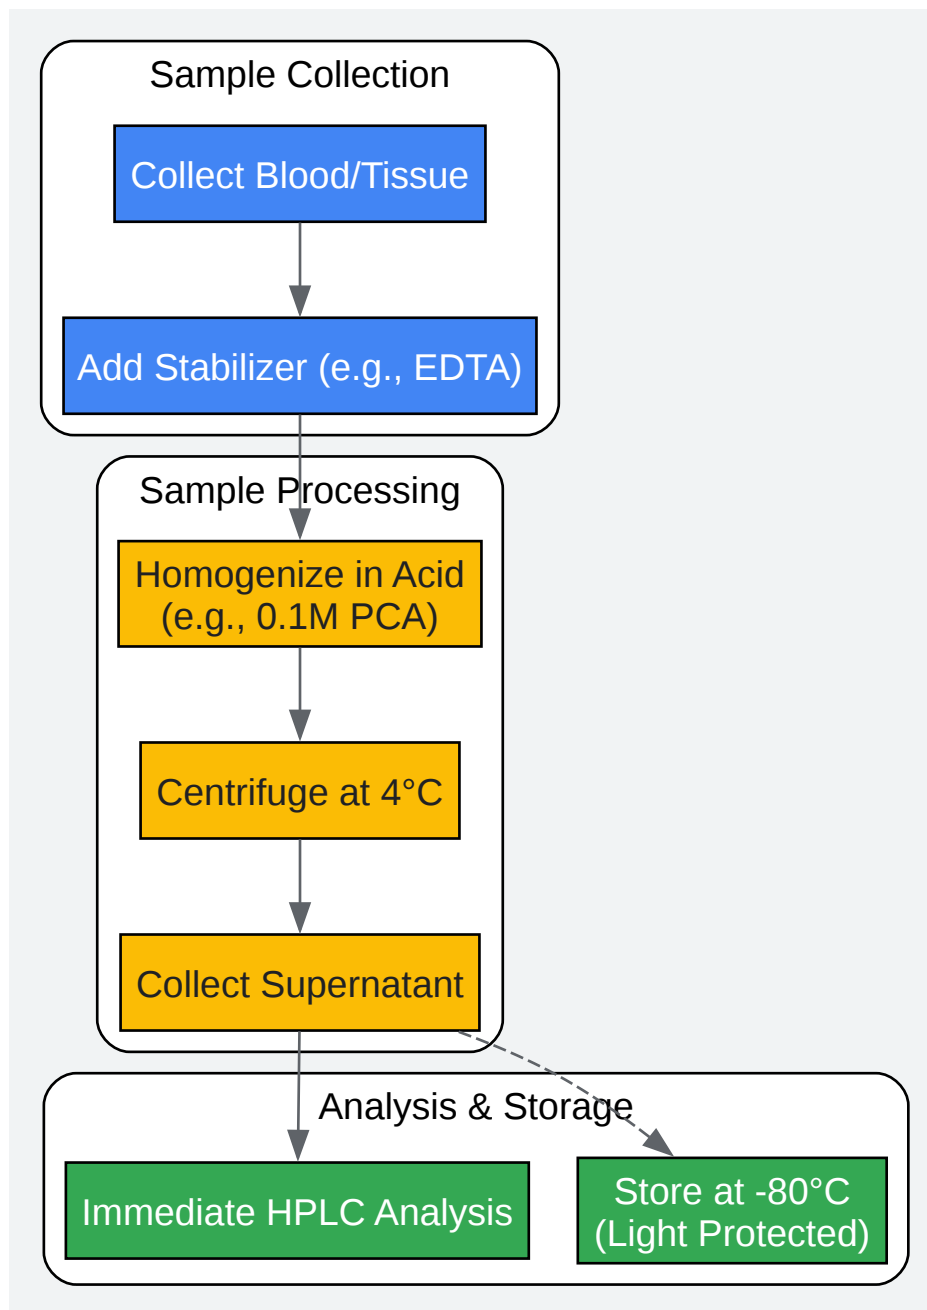 Sample Collection
Collect Blood/Tissue
Add Stabilizer (e.g., EDTA)
Sample Processing
Homogenize in Acid
(e.g., 0.1M PCA)
Centrifuge at 4°C
Collect Supernatant
Analysis & Storage
Immediate HPLC Analysis
Store at -80°C
(Light Protected)